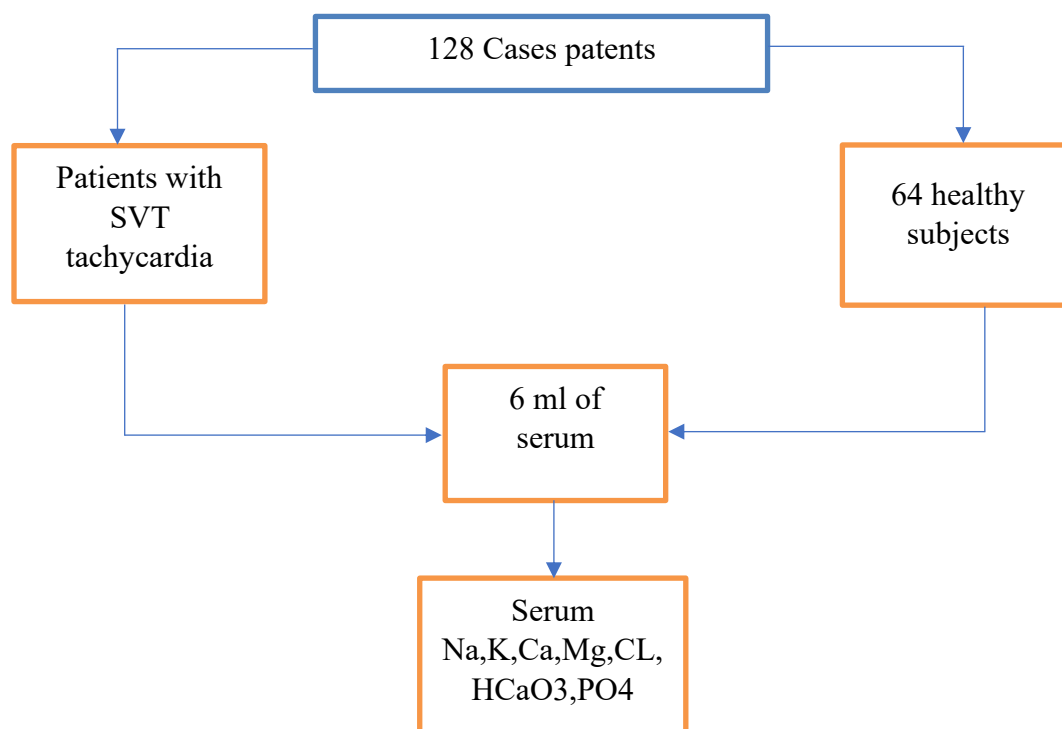 128 Cases patents
Patients with
SVT
tachycardia
64 healthy
subjects
6 ml of
serum
Serum
Na,K,Ca,Mg,CL,
HCaO3,PO4